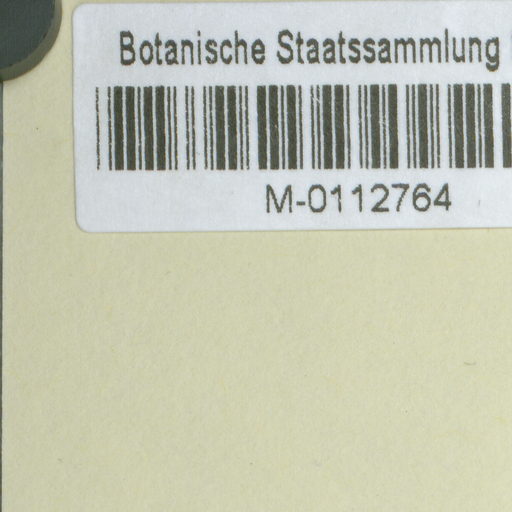 Botanische Staatssammlung
M-0112764